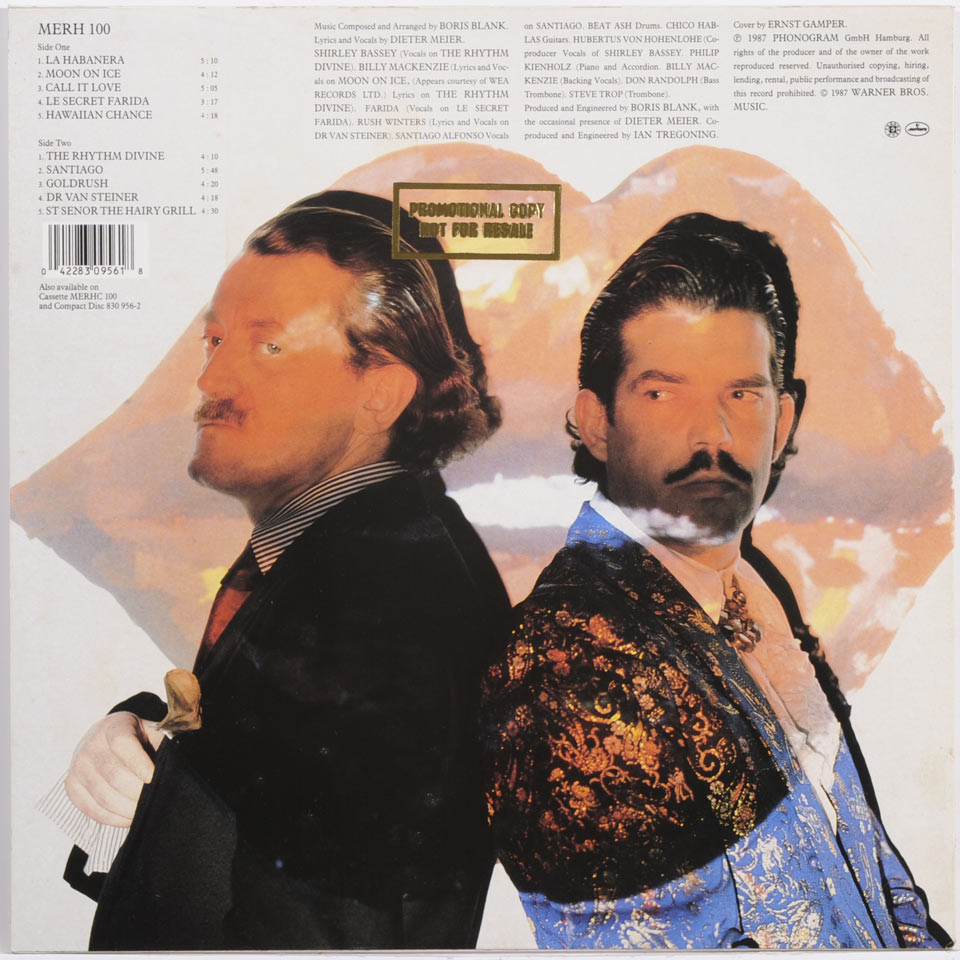 MERH 100
Side One
1. LA HABANERA 5 : 10
2. MOON ON ICE 4 : 12
3. CALL IT LOVE 5 : 05
4. LE SECRET FARIDA 3 : 17
5. HAWAIIAN CHANCE 4 : 18
Side Two
1. THE RHYTHM DIVINE 4 : 10
2. SANTIAGO 5 : 48
3. GOLDRUSH 4 : 20
4. DR VAN STEINER 4 : 18
5. ST SENOR THE HAIRY GRILL 4 : 30
0 42283 09561 8
Also available on
Cassette MERHC 100
and Compact Disc 830 956-2
Music Composed and Arranged by BORIS BLANK.
Lyrics and Vocals by DIETER MEIER.
SHIRLEY BASSEY (Vocals on THE RHYTHM
DIVINE). BILLY MACKENZIE (Lyrics and Voc-
als on MOON ON ICE, (Appears courtesy of WEA
RECORDS LTD.) Lyrics on THE RHYTHM
DIVINE). FARIDA (Vocals on LE SECRET
FARIDA). RUSH WINTERS (Lyrics and Vocals on
DR VAN STEINER). SANTIAGO ALFONSO Vocals
on SANTIAGO. BEAT ASH Drums. CHICO HAB-
LAS Guitars. HUBERTUS VON HOHENLOHE (Co-
producer Vocals of SHIRLEY BASSEY. PHILIP
KIENHOLZ (Piano and Accordion. BILLY MAC-
KENZIE (Backing Vocals). DON RANDOLPH (Bass
Trombone). STEVE TROP (Trombone).
Produced and Engineered by BORIS BLANK, with
the occasional presence of DIETER MEIER. Co-
produced and Engineered by IAN TREGONING.
Cover by ERNST GAMPER.
℗ 1987 PHONOGRAM GmbH Hamburg. All
rights of the producer and of the owner of the work
reproduced reserved. Unauthorised copying, hiring,
lending, rental, public performance and broadcasting of
this record prohibited. © 1987 WARNER BROS.
MUSIC.
PROMOTIONAL COPY
NOT FOR RESALE